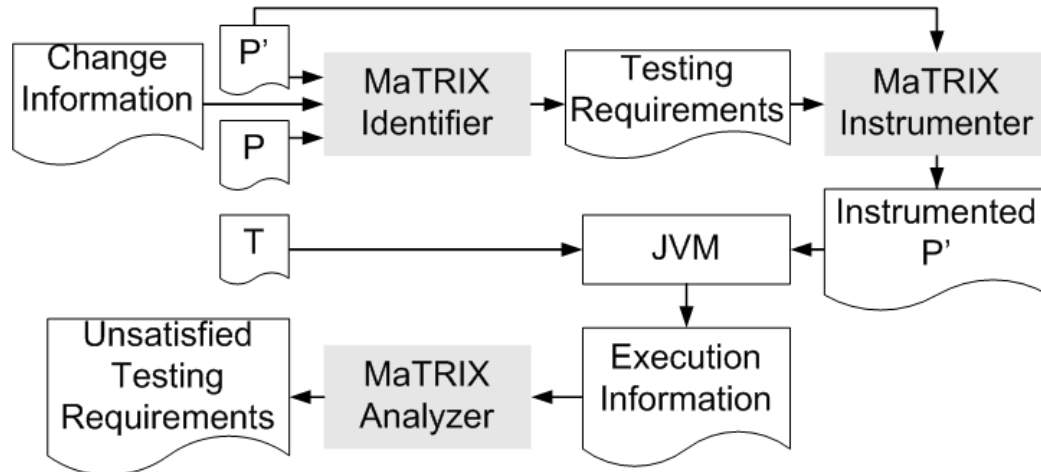 Change
Information
P’
P
MaTRIX
Identifier
Testing
Requirements
MaTRIX
Instrumenter
T
JVM
Instrumented
P’
Unsatisfied
Testing
Requirements
MaTRIX
Analyzer
Execution
Information